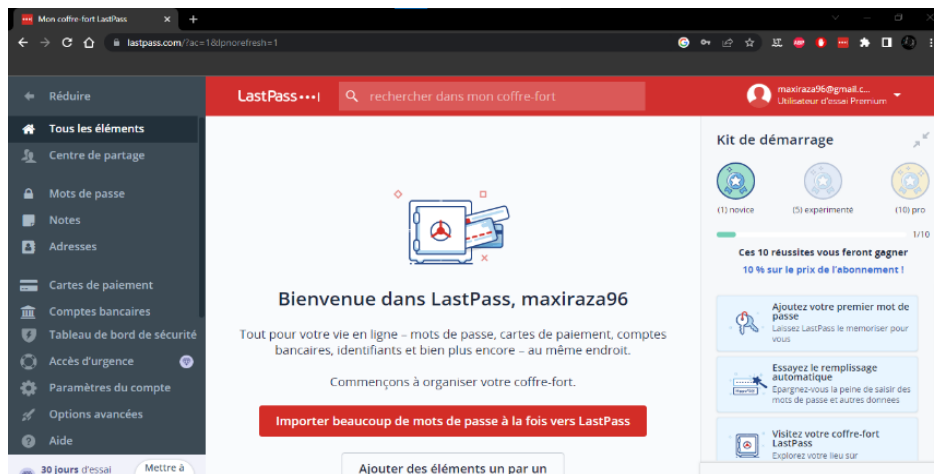 Mon coffre-fort LastPass
lastpass.com/?ac=1&lpnorefresh=1
Réduire
Tous les éléments
Centre de partage
Mots de passe
Notes
Adresses
Cartes de paiement
Comptes bancaires
Tableau de bord de sécurité
Accès d'urgence
Paramètres du compte
Options avancées
Aide
30 jours d'essai
Mettre à
LastPass
rechercher dans mon coffre-fort
maxiraza96@gmail.c...
Utilisateur d'essai Premium
Bienvenue dans LastPass, maxiraza96
Tout pour votre vie en ligne – mots de passe, cartes de paiement, comptes
bancaires, identifiants et bien plus encore – au même endroit.
Commençons à organiser votre coffre-fort.
Importer beaucoup de mots de passe à la fois vers LastPass
Ajouter des éléments un par un
Kit de démarrage
(1) novice
(5) expérimenté
(10) pro
1/10
Ces 10 réussites vous feront gagner
10 % sur le prix de l'abonnement !
Ajoutez votre premier mot de
passe
Laissez LastPass le memoriser pour
vous
Essayez le remplissage
automatique
Epargnez-vous la peine de saisir des
mots de passe et autres donnees
Visitez votre coffre-fort
LastPass
Explorez votre lieu sur